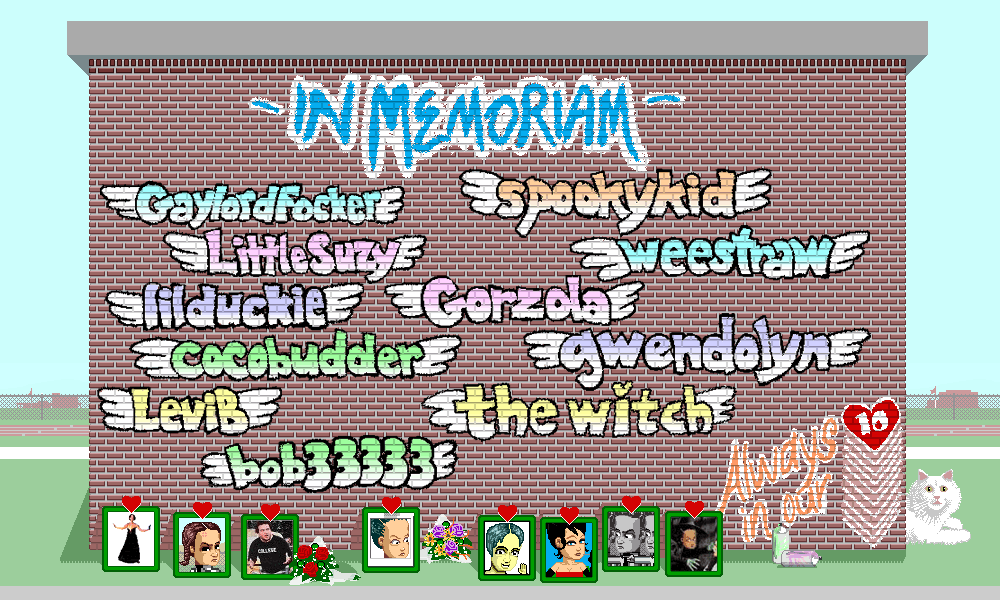 ~ IN MEMORIAM ~
GaylordFocker
spookykid
LittleSuzy
weestraw
lilduckie
Gorzola
cocobudder
gwendolyn
LeviB
the witch
bob33333
Always
in our
10
COLLEGE